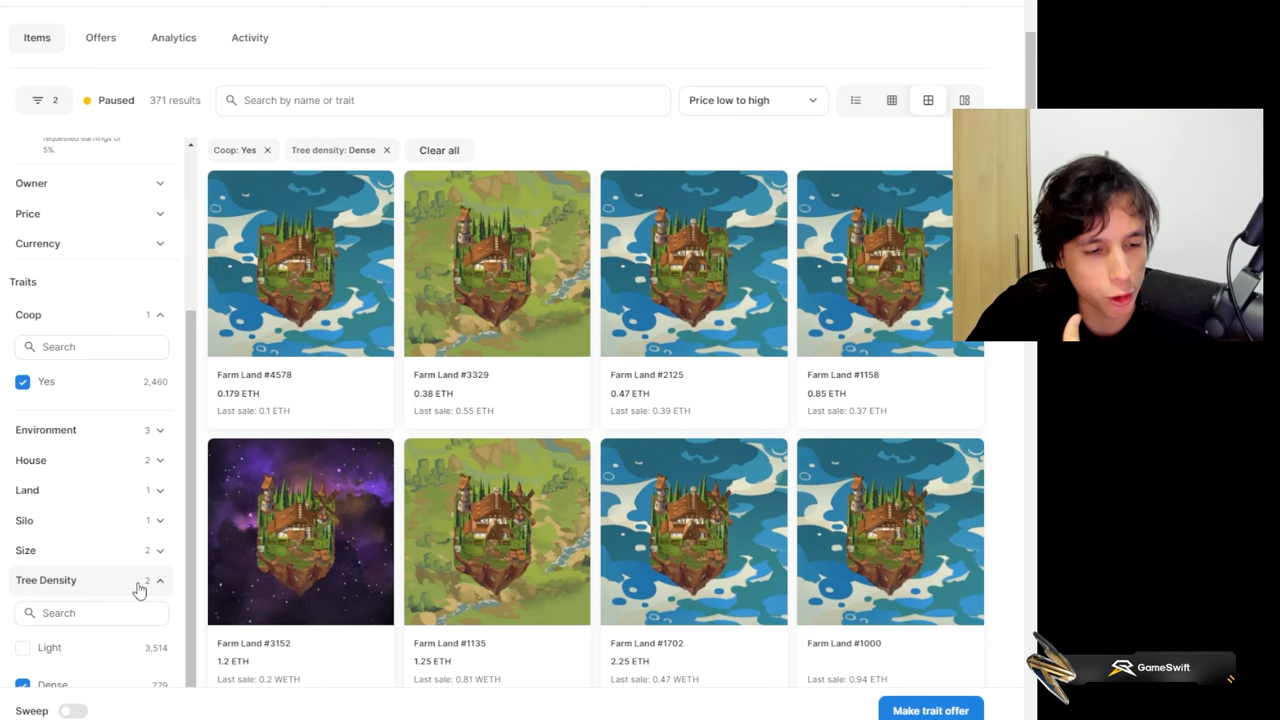 Items
Offers
Analytics
Activity
2
Paused
371 results
Search by name or trait
Price low to high
requested earnings of
5%.
Coop: Yes
Tree density: Dense
Clear all
Owner
Price
Currency
Traits
Coop 1
Search
Yes 2,460
Environment 3
House 2
Land 1
Silo 1
Size 2
Tree Density 2
Search
Light 3,514
Dense 779
Sweep
Farm Land #4578
0.179 ETH
Last sale: 0.1 ETH
Farm Land #3329
0.38 ETH
Last sale: 0.55 ETH
Farm Land #2125
0.47 ETH
Last sale: 0.39 ETH
Farm Land #1158
0.85 ETH
Last sale: 0.37 ETH
Farm Land #3152
1.2 ETH
Last sale: 0.2 WETH
Farm Land #1135
1.25 ETH
Last sale: 0.81 WETH
Farm Land #1702
2.25 ETH
Last sale: 0.47 WETH
Farm Land #1000
Last sale: 0.94 ETH
Make trait offer
GameSwift